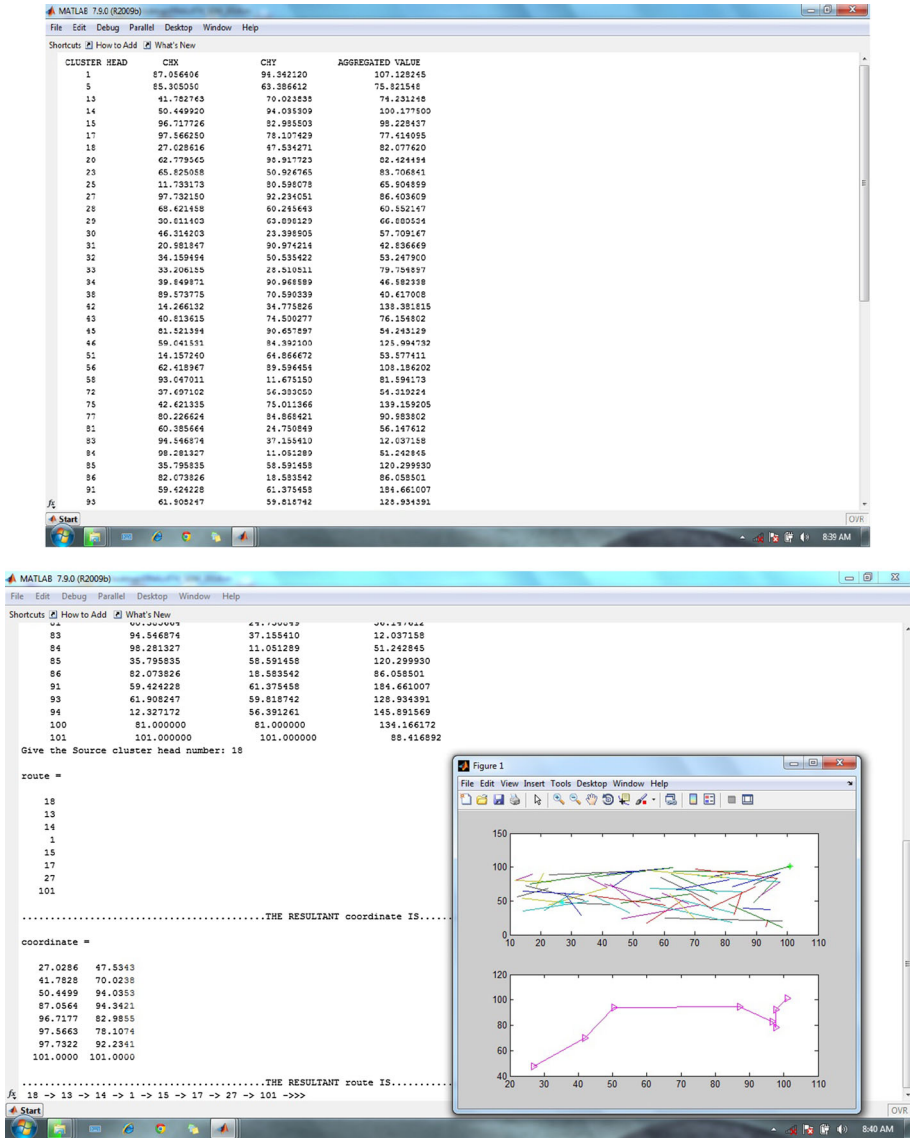 MATLAB 7.9.0 (R2009b)
File Edit Debug Parallel Desktop Window Help
Shortcuts How to Add What's New
CLUSTER HEAD CHX CHY AGGREGATED VALUE
1 87.056406 94.342120 107.128245
5 85.305050 63.386612 75.821548
13 41.782763 70.023838 74.231248
14 50.449920 94.035309 100.177500
15 96.717726 82.985503 98.228437
17 97.566250 78.107429 77.414095
18 27.028616 47.534271 82.077620
20 62.779565 98.917723 82.424494
23 65.825058 50.926765 83.706841
25 11.733173 80.598078 65.904899
27 97.732150 92.234051 86.403609
28 68.621458 60.245643 60.552147
29 30.811403 63.898129 66.880534
30 46.314203 23.398905 57.709167
31 20.981847 90.974214 42.836669
32 34.159494 50.535422 53.247900
33 33.206155 28.510511 79.754897
34 39.849871 90.968589 46.582338
38 89.573775 70.590339 40.617008
42 14.266132 34.775826 138.381815
43 40.813615 74.500277 76.154802
45 81.521394 90.657897 54.243129
46 59.041531 84.392100 125.994732
51 14.157240 64.866672 53.577411
56 62.418967 89.596454 108.186202
58 93.047011 11.675150 81.594173
72 37.697102 56.383050 54.319224
75 42.621335 75.011366 139.159205
77 80.226624 84.868421 90.983802
81 60.385664 24.750849 56.147612
83 94.546874 37.155410 12.037158
84 98.281327 11.051289 51.242845
85 35.795835 58.591458 120.299930
86 82.073826 18.583542 86.058501
91 59.424228 61.375458 184.661007
93 61.908247 59.818742 128.934391
fx
Start OVR
8:39 AM
MATLAB 7.9.0 (R2009b)
File Edit Debug Parallel Desktop Window Help
Shortcuts How to Add What's New
81 60.385664 24.750849 56.147612
83 94.546874 37.155410 12.037158
84 98.281327 11.051289 51.242845
85 35.795835 58.591458 120.299930
86 82.073826 18.583542 86.058501
91 59.424228 61.375458 184.661007
93 61.908247 59.818742 128.934391
94 12.327172 56.391261 145.891569
100 81.000000 81.000000 134.166172
101 101.000000 101.000000 88.416892
Give the Source cluster head number: 18
route =
18
13
14
1
15
17
27
101
..........................................THE RESULTANT coordinate IS.....
coordinate =
27.0286 47.5343
41.7828 70.0238
50.4499 94.0353
87.0564 94.3421
96.7177 82.9855
97.5663 78.1074
97.7322 92.2341
101.0000 101.0000
..........................................THE RESULTANT route IS..........
fx 18 -> 13 -> 14 -> 1 -> 15 -> 17 -> 27 -> 101 ->>>
Figure 1
File Edit View Insert Tools Desktop Window Help
150
100
50
0
10 20 30 40 50 60 70 80 90 100 110
120
100
80
60
40
20 30 40 50 60 70 80 90 100 110
Start OVR
8:40 AM